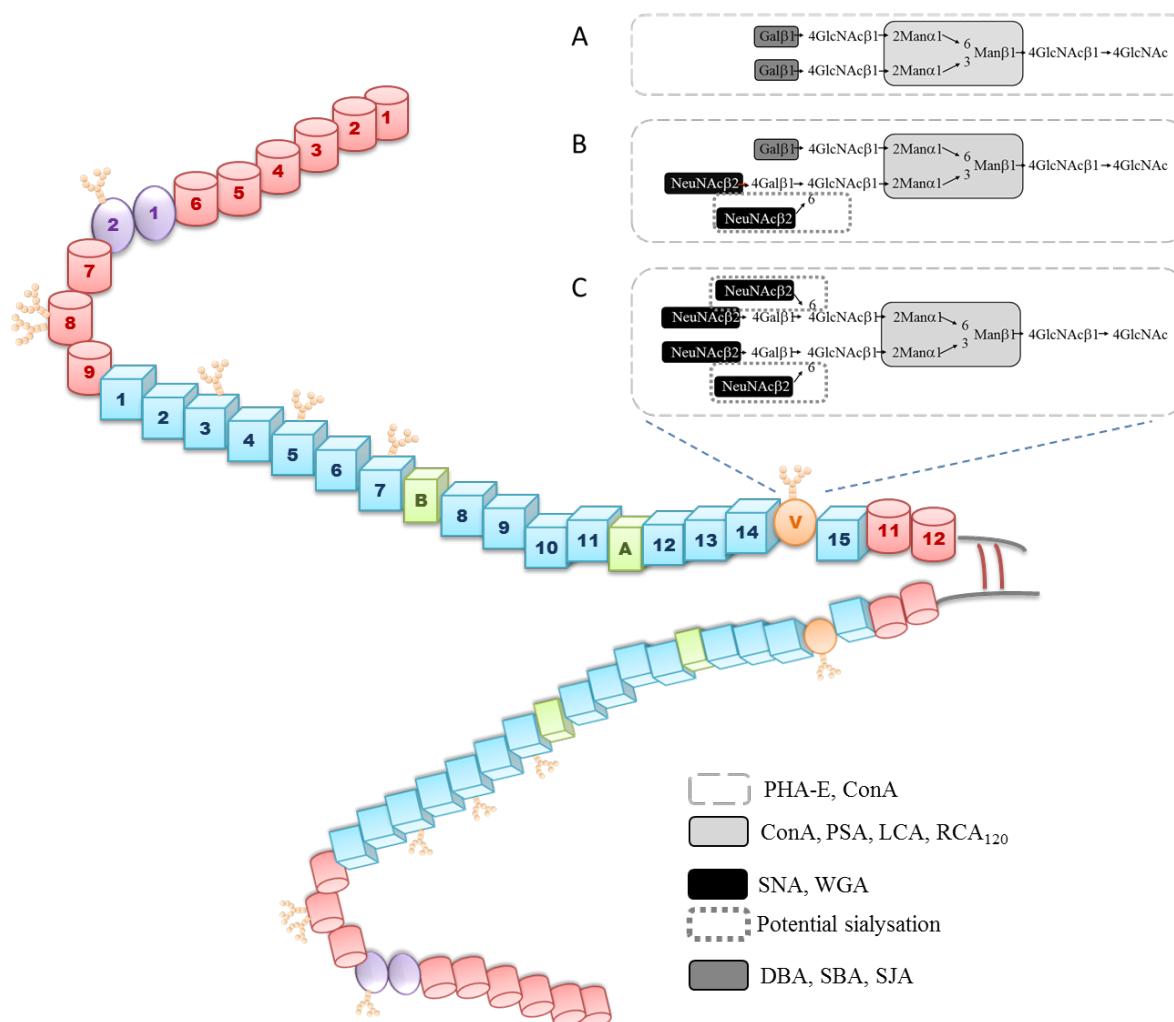 A
Galβ1 4GlcNAcβ1 2Manα1 6 Manβ1 4GlcNAcβ1 4GlcNAc
Galβ1 4GlcNAcβ1 2Manα1 3
B
Galβ1 4GlcNAcβ1 2Manα1 6 Manβ1 4GlcNAcβ1 4GlcNAc
NeuNAcβ2 4Galβ1 4GlcNAcβ1 2Manα1 3
NeuNAcβ2 6
C
NeuNAcβ2 6
NeuNAcβ2 4Galβ1 4GlcNAcβ1 2Manα1 6 Manβ1 4GlcNAcβ1 4GlcNAc
NeuNAcβ2 4Galβ1 4GlcNAcβ1 2Manα1 3
NeuNAcβ2 6
1
2
3
4
5
6
1
2
7
8
9
1
2
3
4
5
6
7
B
8
9
10
11
A
12
13
14
V
15
11
12
PHA-E, ConA
ConA, PSA, LCA, RCA₁₂₀
SNA, WGA
Potential sialysation
DBA, SBA, SJA